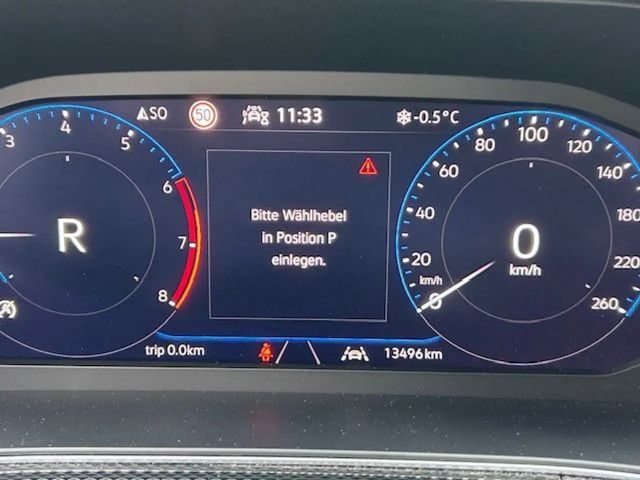 SO 50 11:33 -0.5°C
3 4 5 6 7 8
R
Bitte Wählhebel
in Position P
einlegen.
0 20 40 60 80 100 120 140 180 220 260
km/h
0
km/h
trip 0.0km
13496km